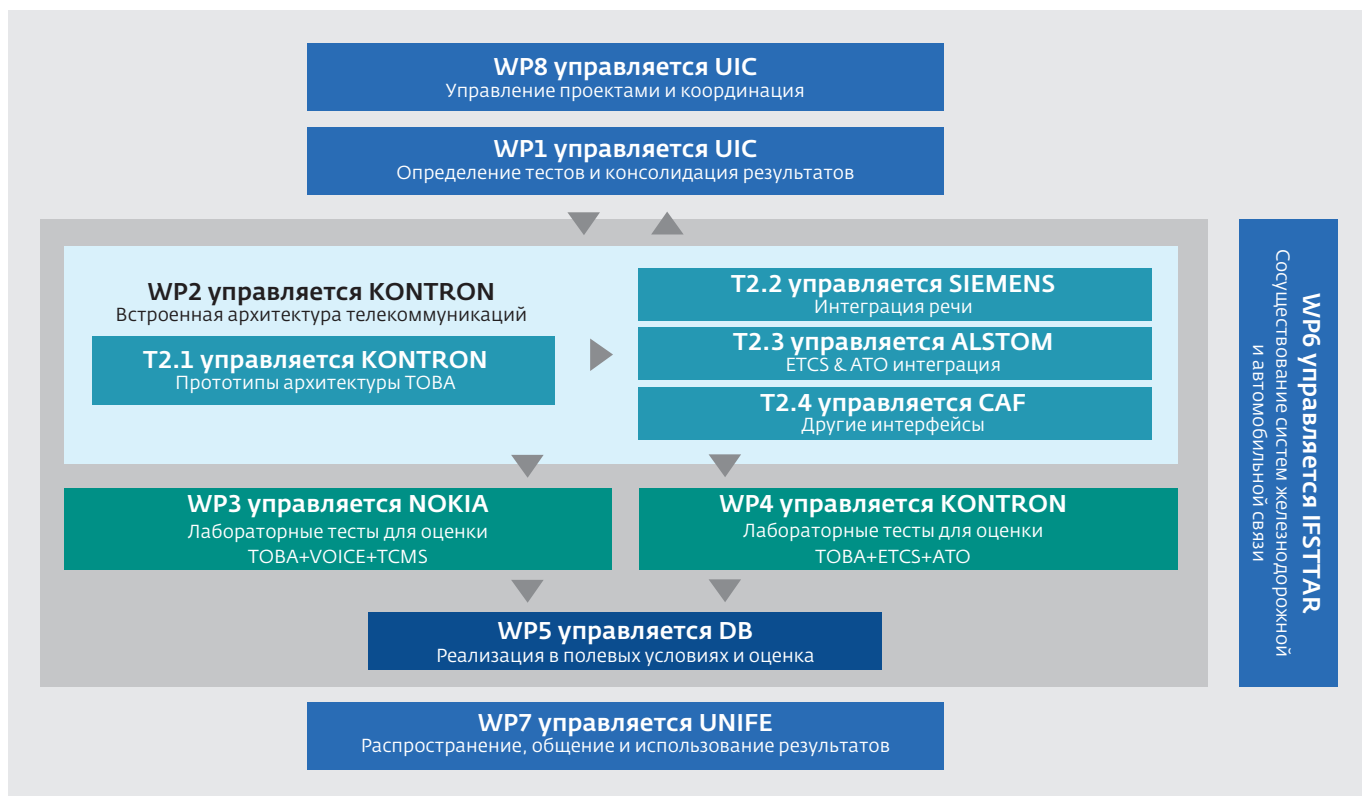 WP8 управляется UIC
Управление проектами и координация
WP1 управляется UIC
Определение тестов и консолидация результатов
WP2 управляется KONTRON
Встроенная архитектура телекоммуникаций
T2.1 управляется KONTRON
Прототипы архитектуры TOBA
T2.2 управляется SIEMENS
Интеграция речи
T2.3 управляется ALSTOM
ETCS & ATO интеграция
T2.4 управляется CAF
Другие интерфейсы
WP3 управляется NOKIA
Лабораторные тесты для оценки
TOBA+VOICE+TCMS
WP4 управляется KONTRON
Лабораторные тесты для оценки
TOBA+ETCS+ATO
WP5 управляется DB
Реализация в полевых условиях и оценка
WP6 управляется IFSTTAR
Сосуществование систем железнодорожной
и автомобильной связи
WP7 управляется UNIFE
Распространение, общение и использование результатов